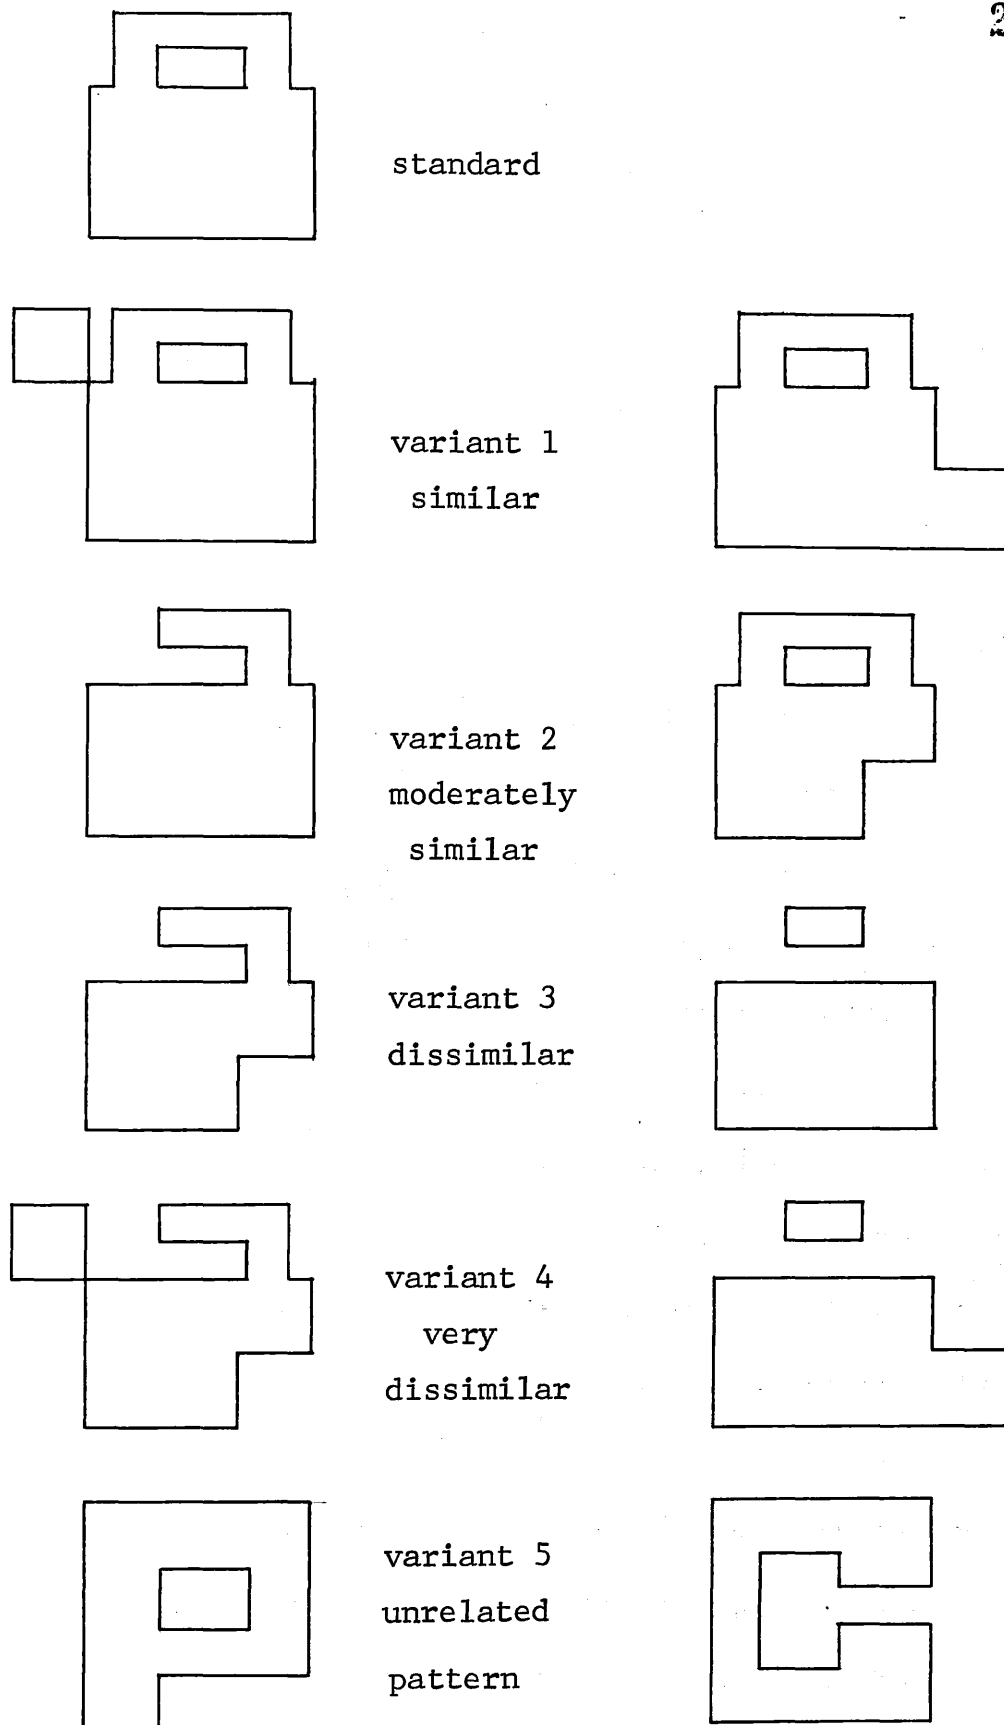 2
standard
variant 1
similar
variant 2
moderately
similar
variant 3
dissimilar
variant 4
very
dissimilar
variant 5
unrelated
pattern